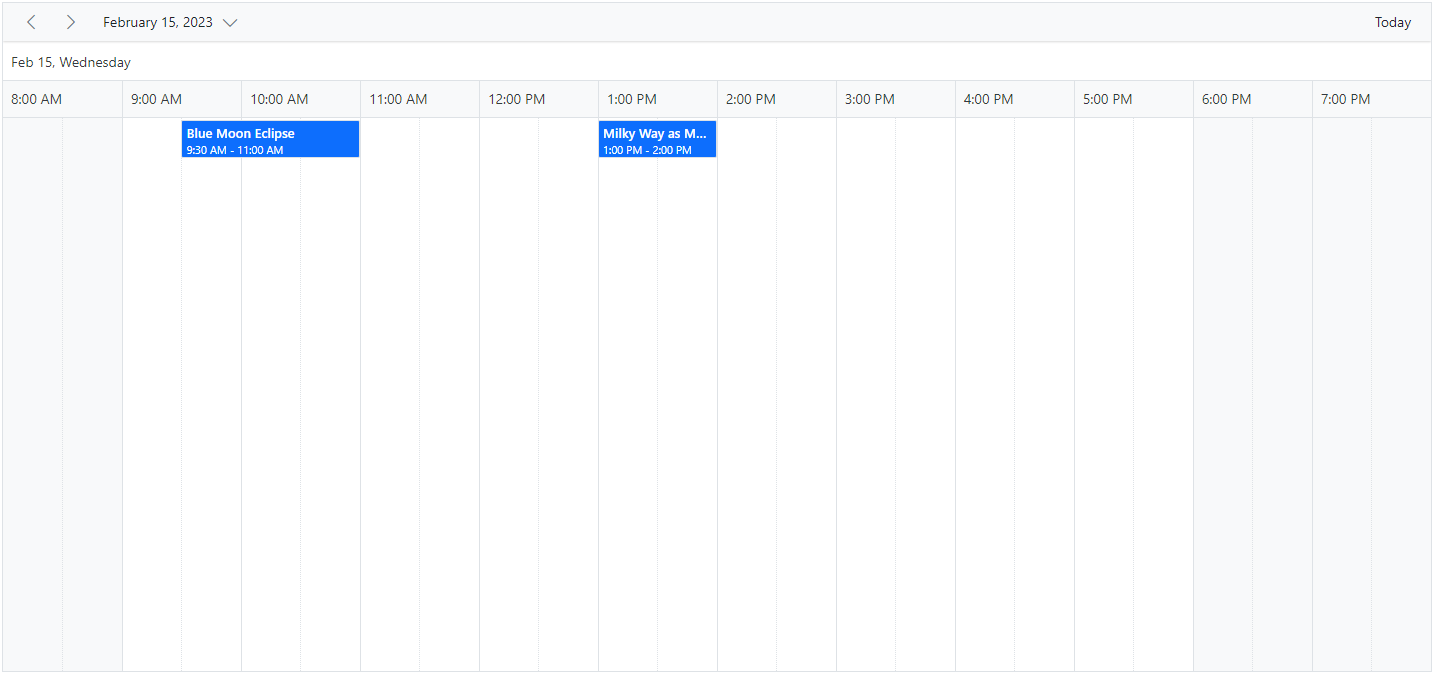 February 15, 2023 Today
Feb 15, Wednesday
8:00 AM 9:00 AM 10:00 AM 11:00 AM 12:00 PM 1:00 PM 2:00 PM 3:00 PM 4:00 PM 5:00 PM 6:00 PM 7:00 PM
Blue Moon Eclipse
9:30 AM - 11:00 AM
Milky Way as M...
1:00 PM - 2:00 PM